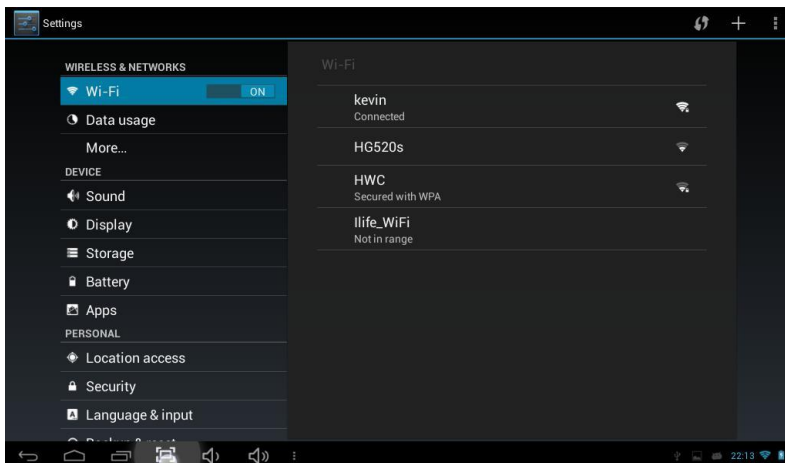 Settings
WIRELESS & NETWORKS
Wi-Fi ON
Data usage
More...
DEVICE
Sound
Display
Storage
Battery
Apps
PERSONAL
Location access
Security
A Language & input
Wi-Fi
kevin
Connected
HG520s
HWC
Secured with WPA
Ilife_WiFi
Not in range
22:13